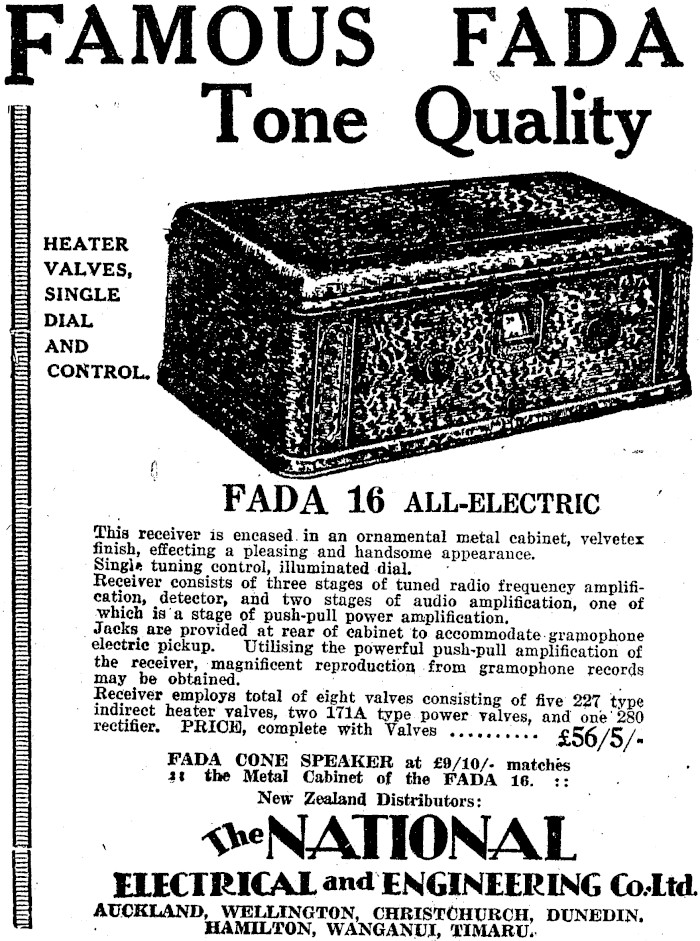 FAMOUS FADA
Tone Quality
HEATER
VALVES,
SINGLE
DIAL
AND
CONTROL.
FADA 16 ALL-ELECTRIC
This receiver is encased in an ornamental metal cabinet, velvetex
finish, effecting a pleasing and handsome appearance.
Single tuning control, illuminated dial.
Receiver consists of three stages of tuned radio frequency amplifi-
cation, detector, and two stages of audio amplification, one of
which is a stage of push-pull power amplification.
Jacks are provided at rear of cabinet to accommodate gramophone
electric pickup. Utilising the powerful push-pull amplification of
the receiver, magnificent reproduction from gramophone records
may be obtained.
Receiver employs total of eight valves consisting of five 227 type
indirect heater valves, two 171A type power valves, and one 280
rectifier. PRICE, complete with Valves .......... £56/5/-
FADA CONE SPEAKER at £9/10/- matches
:: the Metal Cabinet of the FADA 16. ::
New Zealand Distributors:
The NATIONAL
ELECTRICAL and ENGINEERING Co. Ltd.
AUCKLAND, WELLINGTON, CHRISTCHURCH, DUNEDIN.
HAMILTON, WANGANUI, TIMARU.